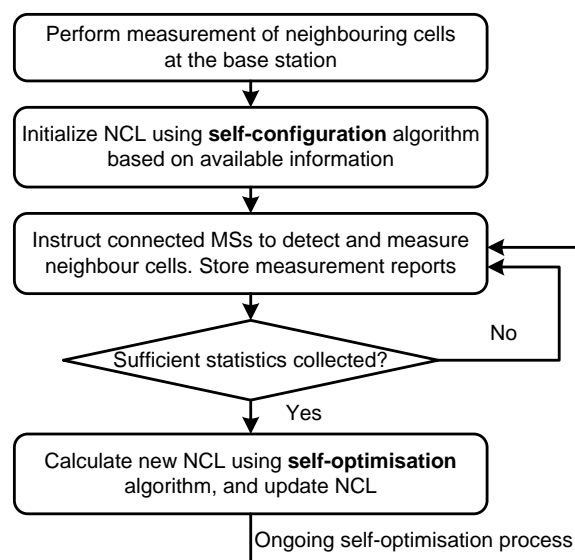 Perform measurement of neighbouring cells
at the base station
Initialize NCL using self-configuration algorithm
based on available information
Instruct connected MSs to detect and measure
neighbour cells. Store measurement reports
No
Sufficient statistics collected?
Yes
Calculate new NCL using self-optimisation
algorithm, and update NCL
Ongoing self-optimisation process